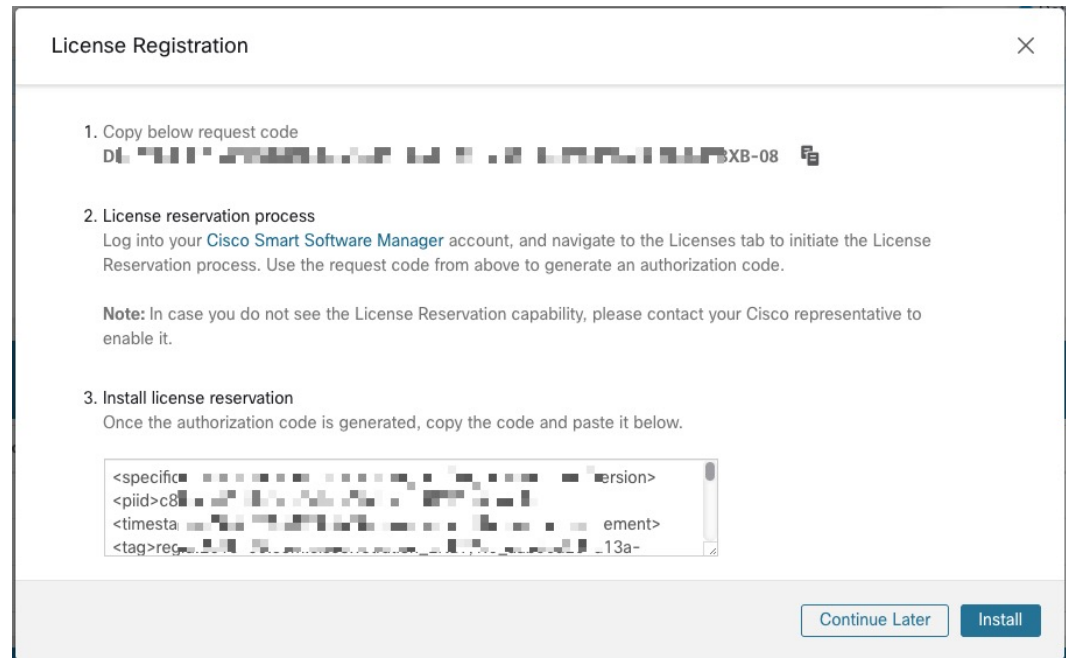 License Registration
1. Copy below request code
XB-08
2. License reservation process
Log into your Cisco Smart Software Manager account, and navigate to the Licenses tab to initiate the License
Reservation process. Use the request code from above to generate an authorization code.
Note: In case you do not see the License Reservation capability, please contact your Cisco representative to
enable it.
3. Install license reservation
Once the authorization code is generated, copy the code and paste it below.
<specific ersion>
<piid>c8
<timesta ement>
<tag>reg 13a-
Continue Later
Install